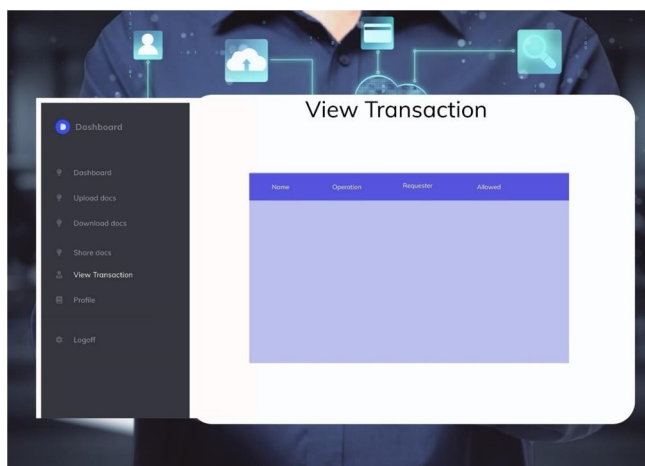 View Transaction
D Dashboard
Dashboard
Upload docs
Download docs
Share docs
View Transaction
Profile
Logoff
Name Operation Requester Allowed